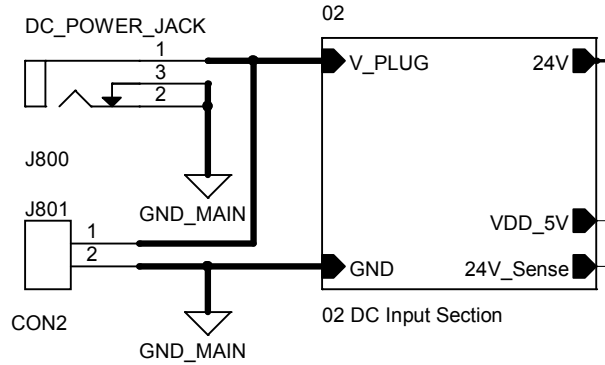 DC_POWER_JACK
1
3
2
J800
GND_MAIN
J801
1
2
CON2
GND_MAIN
02
V_PLUG 24V
VDD_5V
GND 24V_Sense
02 DC Input Section